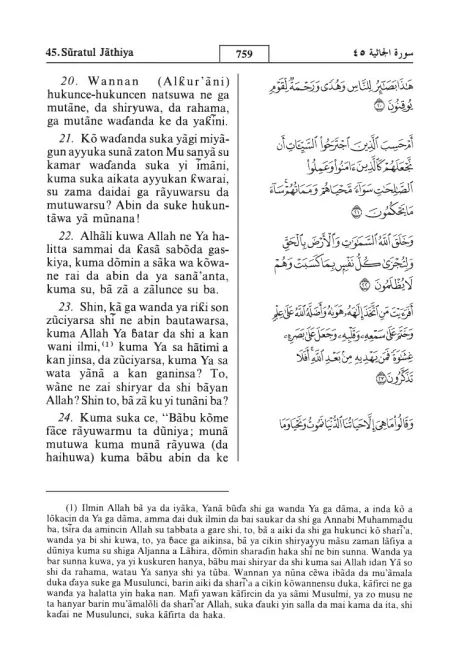 45. Sūratul Jāthiya
759
سورة الجاثية ٤٥
20. Wannan (Alƙur'āni)
hukunce-hukuncen natsuwa ne ga
mutāne, da shiryuwa, da rahama,
ga mutāne waɗanda ke da yaƙīni.
21. Kō waɗanda suka yāgi miyā-
gun ayyuka sunā zaton Mu sanyā su
kamar waɗanda suka yi īmāni,
kuma suka aikata ayyukan ƙwarai,
su zama daidai ga rāyuwarsu da
mutuwarsu? Abin da suke hukun-
tāwa yā mūnana!
22. Alhāli kuwa Allah ne Ya ha-
litta sammai da ƙasā sabōda gas-
kiya, kuma dōmin a sāka wa kōwa-
ne rai da abin da ya sanā'anta,
kuma su, bā zā a zālunce su ba.
23. Shin, kā ga wanda ya riƙi son
zūciyarsa shī ne abin bautawarsa,
kuma Allah Ya ɓatar da shi a kan
wani ilmi,(1) kuma Ya sa hātimi a
kan jinsa, da zūciyarsa, kuma Ya sa
wata yānā a kan ganinsa? To,
wāne ne zai shiryar da shi bāyan
Allah? Shin to, bā zā ku yi tunāni ba?
24. Kuma suka ce, "Bābu kōme
fāce rāyuwarmu ta dūniya; munā
mutuwa kuma munā rāyuwa (da
haihuwa) kuma bābu abin da ke
هَٰذَا بَصَٰٓئِرُ لِلنَّاسِ وَهُدًى وَرَحْمَةٌ لِّقَوْمٍ
يُوقِنُونَ ٢٠
أَمْ حَسِبَ ٱلَّذِينَ ٱجْتَرَحُوا۟ ٱلسَّيِّـَٔاتِ أَن
نَّجْعَلَهُمْ كَٱلَّذِينَ ءَامَنُوا۟ وَعَمِلُوا۟
ٱلصَّٰلِحَٰتِ سَوَآءً مَّحْيَاهُمْ وَمَمَاتُهُمْ سَآءَ
مَا يَحْكُمُونَ ٢١
وَخَلَقَ ٱللَّهُ ٱلسَّمَٰوَٰتِ وَٱلْأَرْضَ بِٱلْحَقِّ
وَلِتُجْزَىٰ كُلُّ نَفْسٍۭ بِمَا كَسَبَتْ وَهُمْ
لَا يُظْلَمُونَ ٢٢
أَفَرَءَيْتَ مَنِ ٱتَّخَذَ إِلَٰهَهُۥ هَوَىٰهُ وَأَضَلَّهُ ٱللَّهُ عَلَىٰ عِلْمٍ
وَخَتَمَ عَلَىٰ سَمْعِهِۦ وَقَلْبِهِۦ وَجَعَلَ عَلَىٰ بَصَرِهِۦ
غِشَٰوَةً فَمَن يَهْدِيهِ مِنۢ بَعْدِ ٱللَّهِ أَفَلَا
تَذَكَّرُونَ ٢٣
وَقَالُوا۟ مَا هِىَ إِلَّا حَيَاتُنَا ٱلدُّنْيَا نَمُوتُ وَنَحْيَا وَمَا
(1) Ilmin Allah bā ya da iyāka, Yanā būɗa shi ga wanda Ya ga dāma, a inda kō a
lōkacin da Ya ga dāma, amma dai duk ilmin da bai saukar da shi ga Annabi Muhammadu
ba, tsīra da amincin Allah su tabbata a gare shi, to, bā a aiki da shi ga hukunci kō sharī'a,
wanda ya bi shi kuwa, to, ya ɓace ga aikinsa, bā ya cikin shiryayyu māsu zaman lāfiya a
dūniya kuma su shiga Aljanna a Lāhira, dōmin sharaɗin haka shī ne bin sunna. Wanda ya
bar sunna kuwa, ya yi kuskuren hanya, bābu mai shiryar da shi kuma sai Allah idan Yā so
shi da rahama, watau Ya sanya shi ya tūba. Wannan ya nūna cēwa ibāda da mu'āmala
duka ɗaya suke ga Musulunci, barin aiki da sharī'a a cikin kōwannensu duka, kāfirci ne ga
wanda ya halatta yin haka nan. Mafi yawan kāfircin da ya sāmi Musulmi, ya zo musu ne
ta hanyar barin mu'āmalōli da sharī'ar Allah, suka ɗauki yin salla da mai kama da ita, shi
kaɗai ne Musulunci, suka kāfirta da haka.